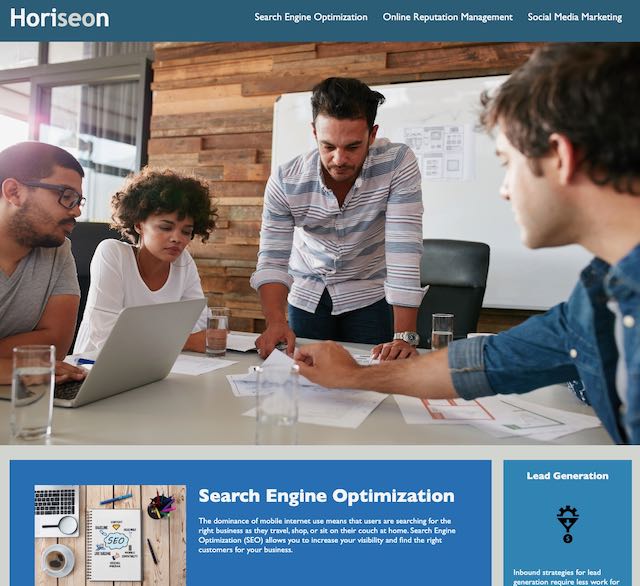 Horiseon
Search Engine Optimization
Online Reputation Management
Social Media Marketing
SEO
Search Engine Optimization
The dominance of mobile internet use means that users are searching for the
right business as they travel, shop, or sit on their couch at home. Search Engine
Optimization (SEO) allows you to increase your visibility and find the right
customers for your business.
Lead Generation
$
Inbound strategies for lead
generation require less work for